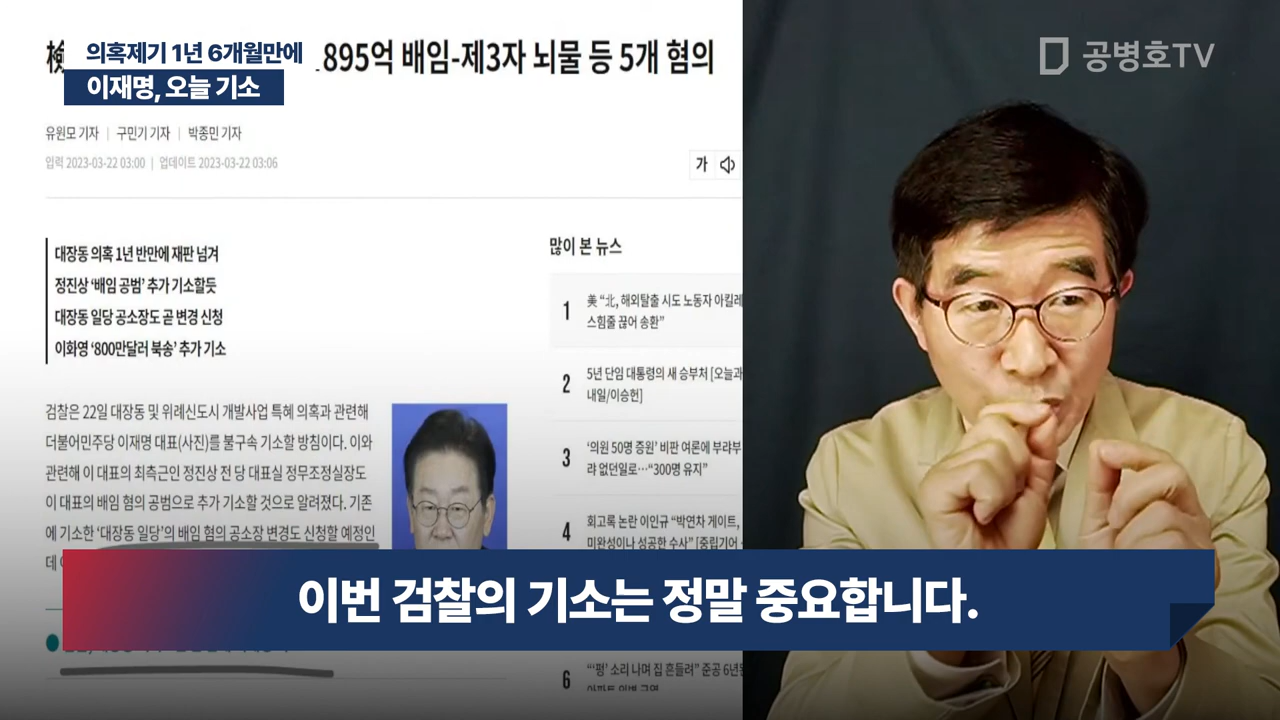 의혹제기 1년 6개월만에
이재명, 오늘 기소
檢
895억 배임-제3자 뇌물 등 5개 혐의
공병호TV
유원모 기자 | 구민기 기자 | 박종민 기자
입력 2023-03-22 03:00 | 업데이트 2023-03-22 03:06
가
대장동 의혹 1년 반만에 재판 넘겨
정진상 ‘배임 공범’ 추가 기소할듯
대장동 일당 공소장도 곧 변경 신청
이화영 ‘800만달러 북송’ 추가 기소
검찰은 22일 대장동 및 위례신도시 개발사업 특혜 의혹과 관련해
더불어민주당 이재명 대표(사진)를 불구속 기소할 방침이다. 이와
관련해 이 대표의 최측근인 정진상 전 당 대표실 정무조정실장도
이 대표의 배임 혐의 공범으로 추가 기소할 것으로 알려졌다. 기존
에 기소한 ‘대장동 일당’의 배임 혐의 공소장 변경도 신청할 예정인
데
많이 본 뉴스
1
美 “北, 해외탈출 시도 노동자 아킬레
스힘줄 끊어 송환”
2
5년 단임 대통령의 새 승부처 [오늘과
내일/이승헌]
3
‘의원 50명 증원’ 비판 여론에 부랴부
랴 없던일로…“300명 유지”
4
회고록 논란 이인규 “박연차 게이트,
미완성이나 성공한 수사” [중립기어
이번 검찰의 기소는 정말 중요합니다.
6
“‘펑’ 소리 나며 집 흔들려” 준공 6년